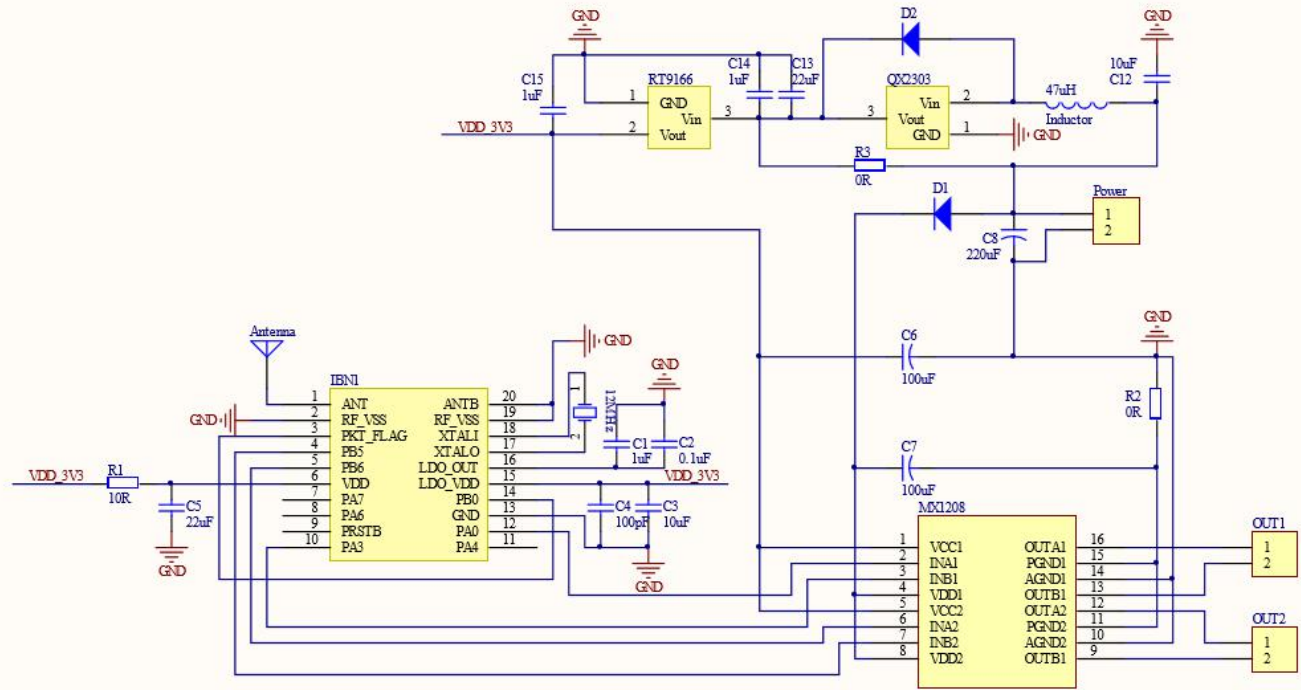 GND
D2
GND
C15
1uF
RT9166
1
GND
Vin
3
2
Vout
C14
1uF
C13
22uF
QX2303
Vin
2
3
Vout
GND
1
GND
47uH
Inductor
10uF
C12
VDD_3V3
R3
0R
D1
Power
1
2
C8
220uF
Antenna
GND
C6
100uF
GND
R2
0R
C7
100uF
IBN1
1
ANT
ANTB
20
GND
2
RF_VSS
RF_VSS
19
3
PKT_FLAG
XTALI
18
4
PB5
XTALO
17
5
PB6
LDO_OUT
16
6
VDD
LDO_VDD
15
7
PA7
PB0
14
8
PA6
GND
13
9
PRSTB
PA0
12
10
PA3
PA4
11
1
2
12MHz
GND
C1
1uF
C2
0.1uF
VDD_3V3
C4
100pF
C3
10uF
GND
VDD_3V3
R1
10R
C5
22uF
GND
MX1208
1
VCC1
OUTA1
16
2
INA1
PGND1
15
3
INB1
AGND1
14
4
VDD1
OUTB1
13
5
VCC2
OUTA2
12
6
INA2
PGND2
11
7
INB2
AGND2
10
8
VDD2
OUTB1
9
OUT1
1
2
OUT2
1
2